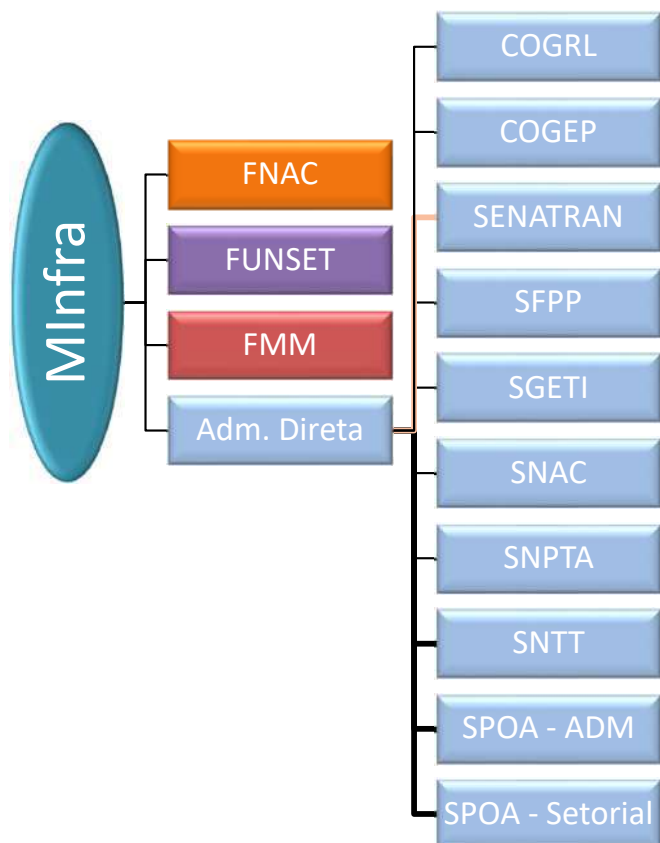 MInfra
FNAC
FUNSET
FMM
Adm. Direta
COGRL
COGEP
SENATRAN
SFPP
SGETI
SNAC
SNPTA
SNTT
SPOA - ADM
SPOA - Setorial